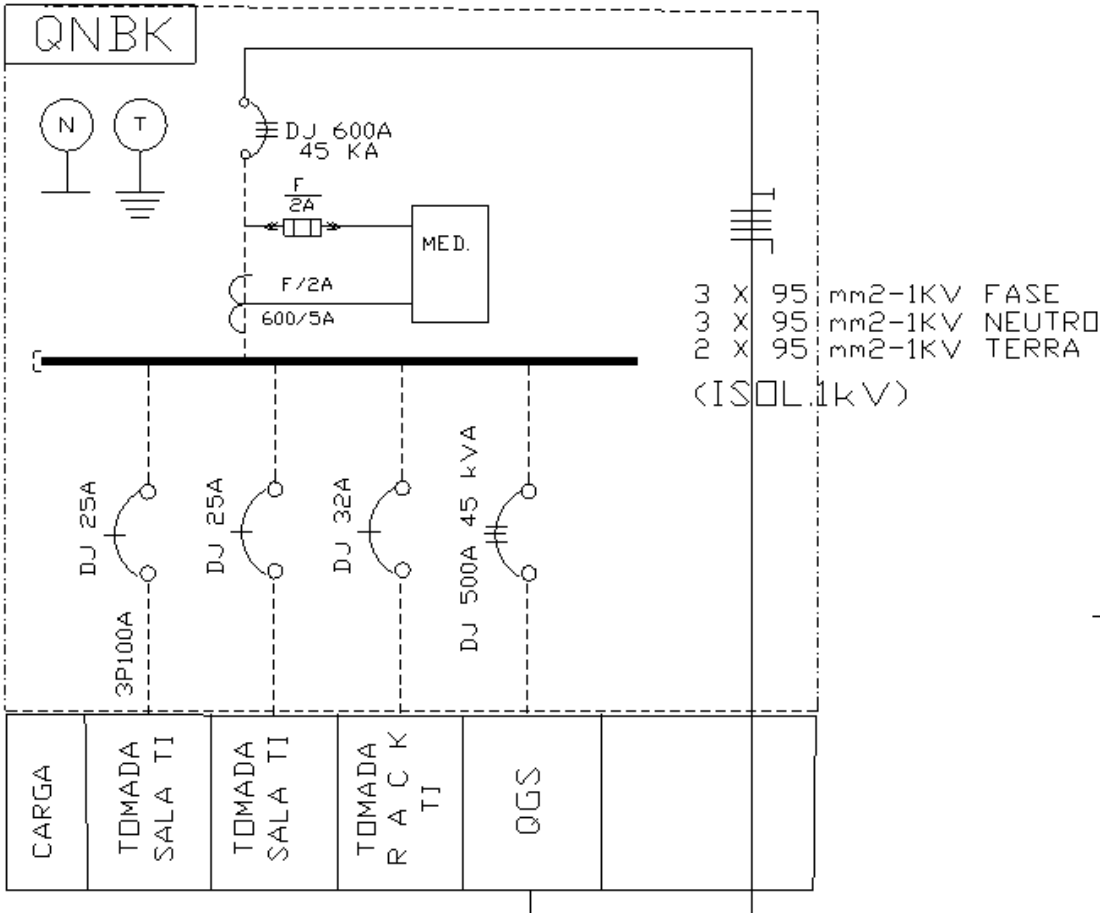 QNBK
N
T
DJ 600A
45 KA
F
2A
MED.
F/2A
600/5A
3 X 95 mm2-1KV FASE
3 X 95 mm2-1KV NEUTRO
2 X 95 mm2-1KV TERRA
(ISOL.1kV)
DJ 25A
3P100A
DJ 25A
DJ 32A
DJ 500A 45 kVA
CARGA
TOMADA
SALA TI
TOMADA
SALA TI
TOMADA
R A C K
TI
QGS